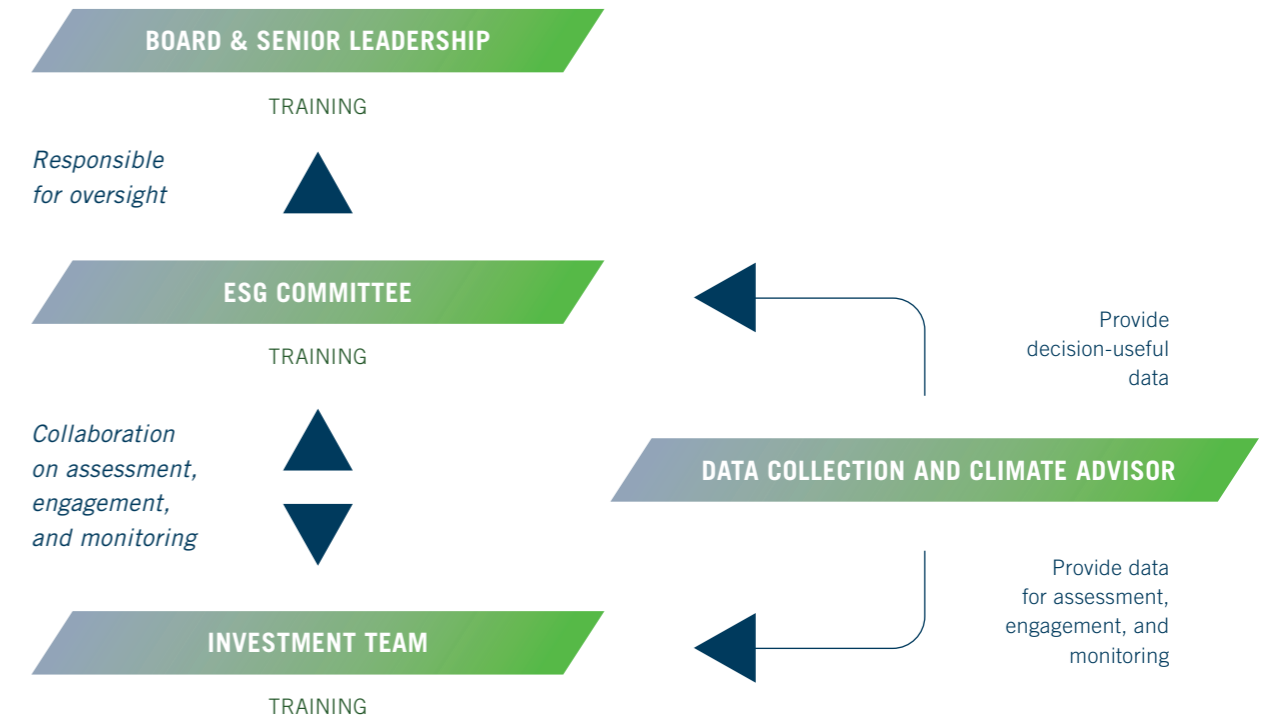 BOARD & SENIOR LEADERSHIP
TRAINING
Responsible
for oversight
ESG COMMITTEE
TRAINING
Provide
decision-useful
data
Collaboration
on assessment,
engagement,
and monitoring
DATA COLLECTION AND CLIMATE ADVISOR
Provide data
for assessment,
engagement, and
monitoring
INVESTMENT TEAM
TRAINING